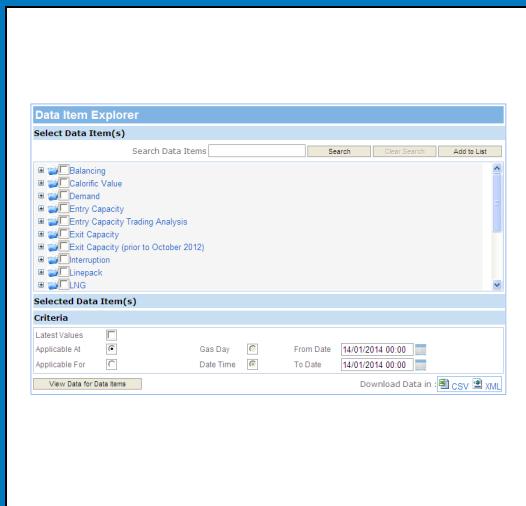 Data Item Explorer
Select Data Item(s)
Search Data Items Search Clear Search Add to List
Balancing
Calorific Value
Demand
Entry Capacity
Entry Capacity Trading Analysis
Exit Capacity
Exit Capacity (prior to October 2012)
Interruption
Linepack
LNG
Selected Data Item(s)
Criteria
Latest Values
Applicable At Gas Day From Date 14/01/2014 00:00
Applicable For Date Time To Date 14/01/2014 00:00
View Data for Data Items Download Data in : CSV XML